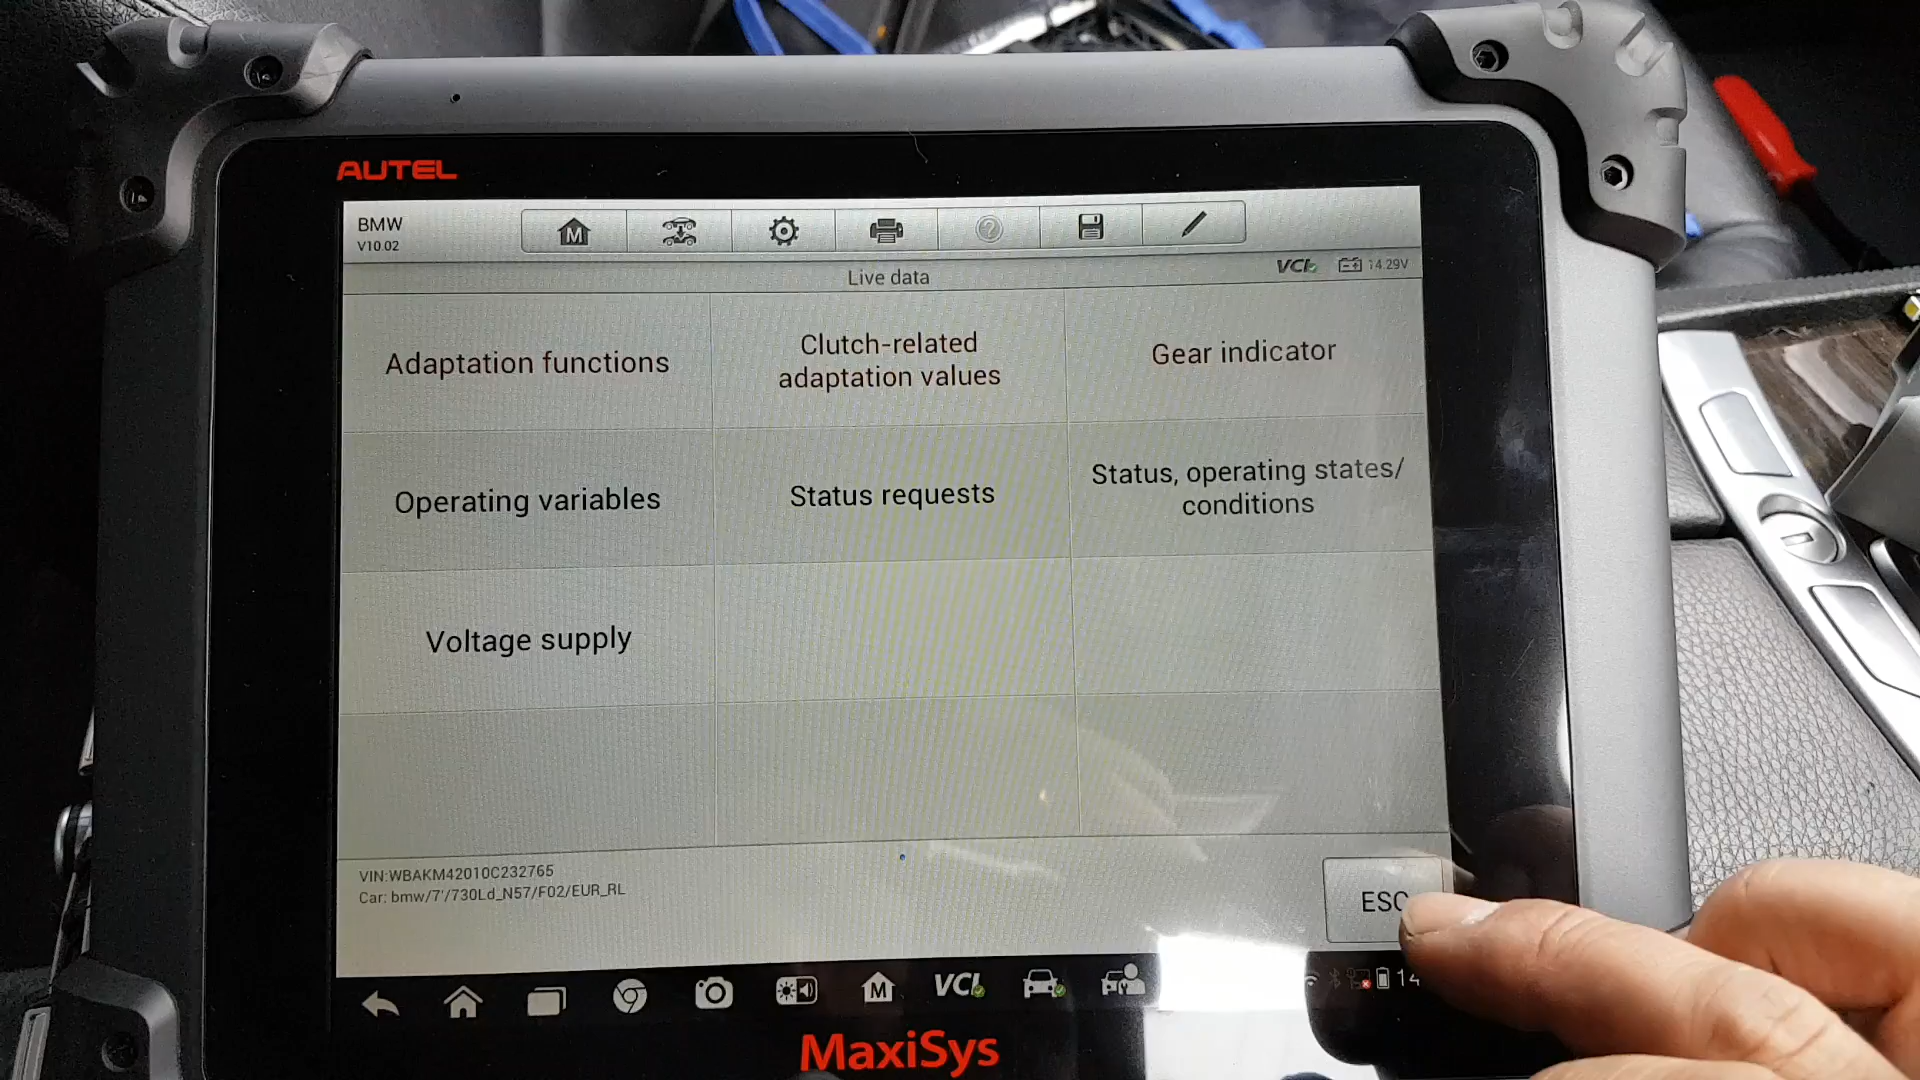 AUTEL
BMW
V10.02
M
?
Live data
VCI
14.29V
Adaptation functions
Clutch-related
adaptation values
Gear indicator
Operating variables
Status requests
Status, operating states/
conditions
Voltage supply
VIN:WBAKM42010C232765
Car: bmw/7'/730Ld_N57/F02/EUR_RL
ESC
M
VCI
14
MaxiSys